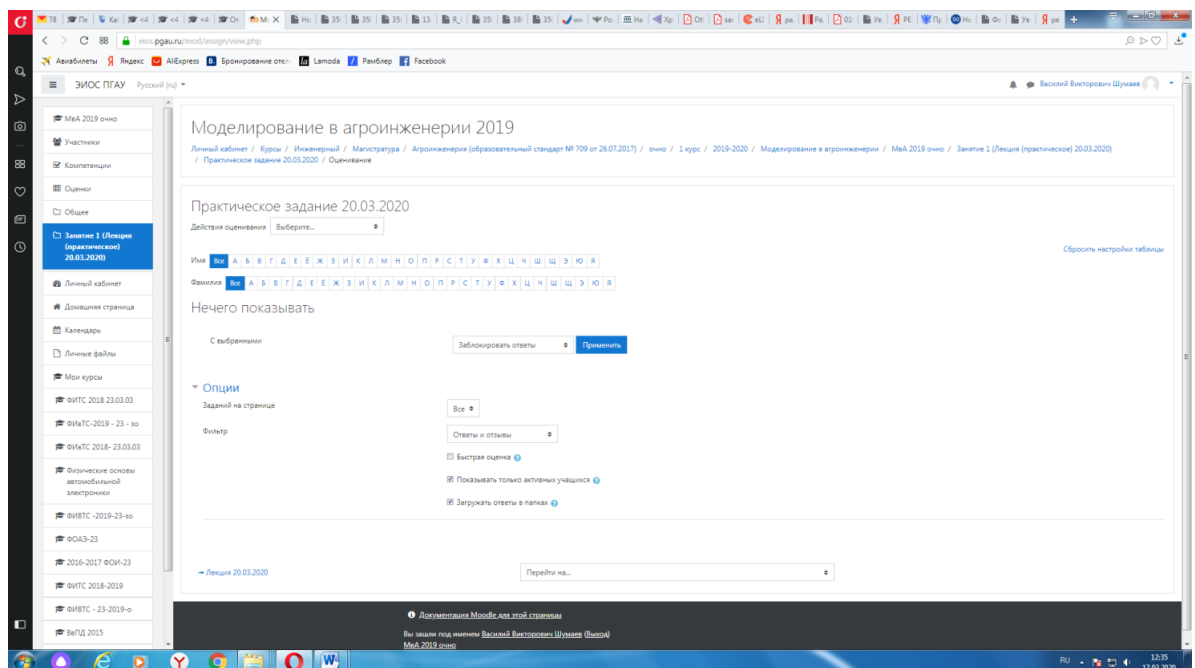 eios.pgau.ru/mod/assign/view.php
Авиабилеты Яндекс AliExpress Бронирование отел Lamoda Рамблер Facebook
ЭИОС ПГАУ Русский (ru) Василий Викторович Шумаев
МвА 2019 очно
Участники
Компетенции
Оценки
Общее
Занятие 1 (Лекция
(практическое)
20.03.2020)
Личный кабинет
Домашняя страница
Календарь
Личные файлы
Мои курсы
ФИТС 2018 23.03.03
ФИвТС-2019 - 23 - зо
ФИвТС 2018- 23.03.03
Физические основы
автомобильной
электроники
ФИВТС -2019-23-зо
ФОАЭ-23
2016-2017 ФОИ-23
ФИТС 2018-2019
ФИВТС - 23-2019-о
ВеПД 2015
Моделирование в агроинженерии 2019
Личный кабинет / Курсы / Инженерный / Магистратура / Агроинженерия (образовательный стандарт № 709 от 26.07.2017) / очно / 1 курс / 2019-2020 / Моделирование в агроинженерии / МвА 2019 очно / Занятие 1 (Лекция (практическое) 20.03.2020)
/ Практическое задание 20.03.2020 / Оценивание
Практическое задание 20.03.2020
Действия оценивания Выберите...
Сбросить настройки таблицы
Имя Все А Б В Г Д Е Ё Ж З И К Л М Н О П Р С Т У Ф Х Ц Ч Ш Щ Э Ю Я
Фамилия Все А Б В Г Д Е Ё Ж З И К Л М Н О П Р С Т У Ф Х Ц Ч Ш Щ Э Ю Я
Нечего показывать
С выбранными Заблокировать ответы Применить
Опции
Заданий на странице Все
Фильтр Ответы и отзывы
Быстрая оценка
Показывать только активных учащихся
Загружать ответы в папках
→ Лекция 20.03.2020 Перейти на...
Документация Moodle для этой страницы
Вы зашли под именем Василий Викторович Шумаев (Выход)
МвА 2019 очно
RU 12:35
17.03.2020